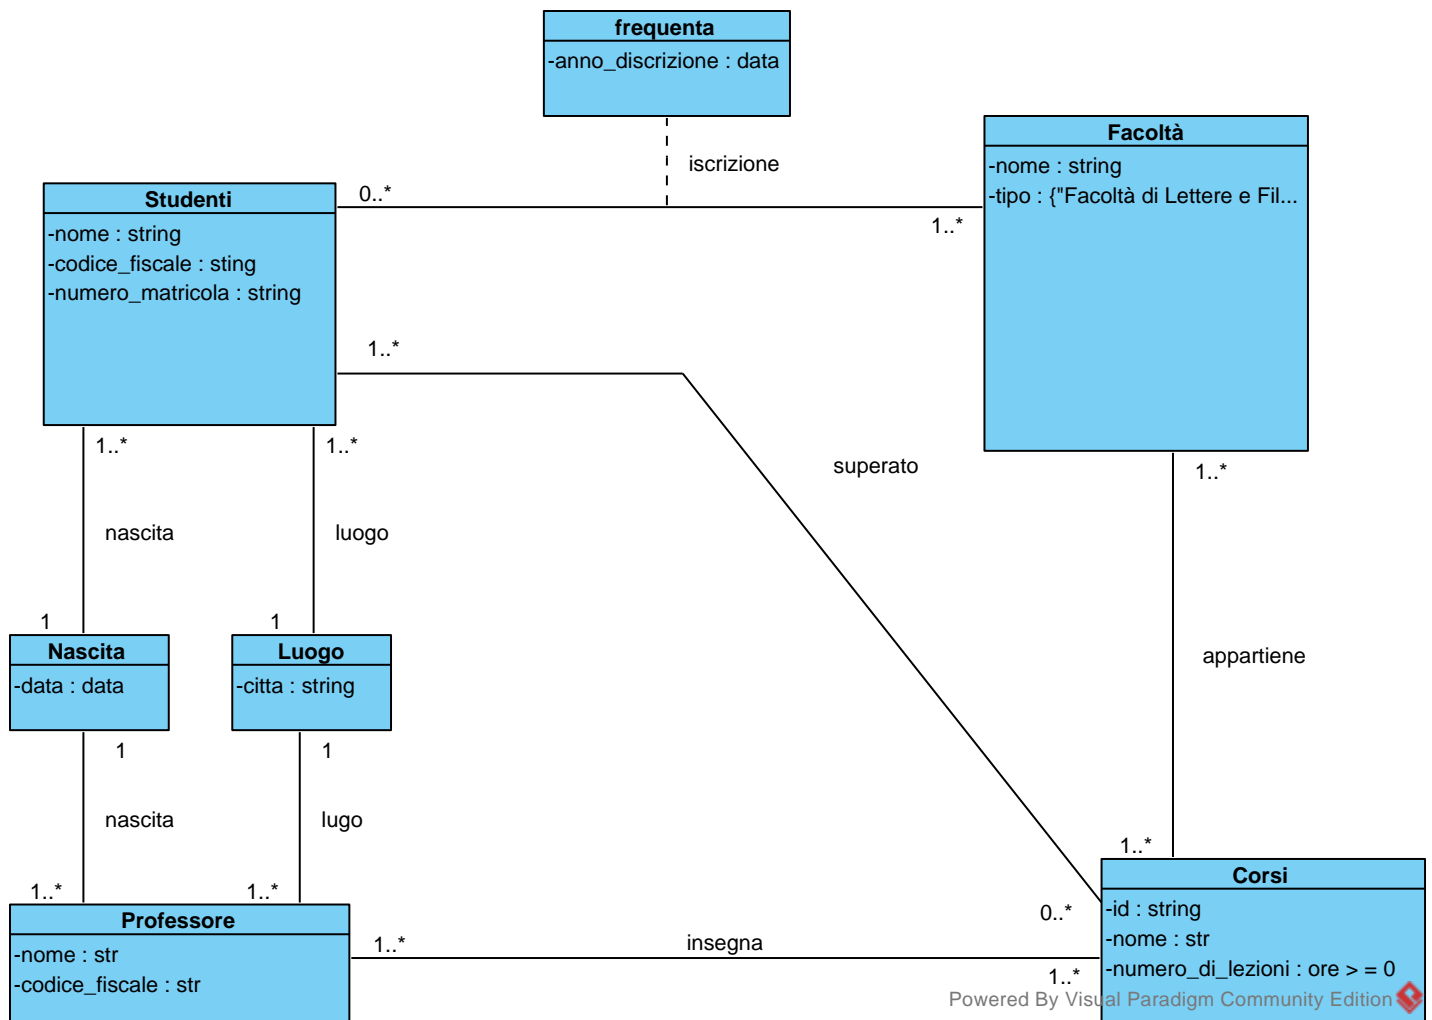 frequenta
-anno_discrizione : data
iscrizione
Facoltà
-nome : string
-tipo : {"Facoltà di Lettere e Fil...
Studenti
-nome : string
-codice_fiscale : sting
-numero_matricola : string
0..*
1..*
1..*
1..*
1..*
superato
1..*
nascita
luogo
1
1
Nascita
-data : data
Luogo
-citta : string
appartiene
1
1
nascita
lugo
1..*
1..*
1..*
Professore
-nome : str
-codice_fiscale : str
1..*
insegna
0..*
1..*
Corsi
-id : string
-nome : str
-numero_di_lezioni : ore > = 0
Powered By Visual Paradigm Community Edition